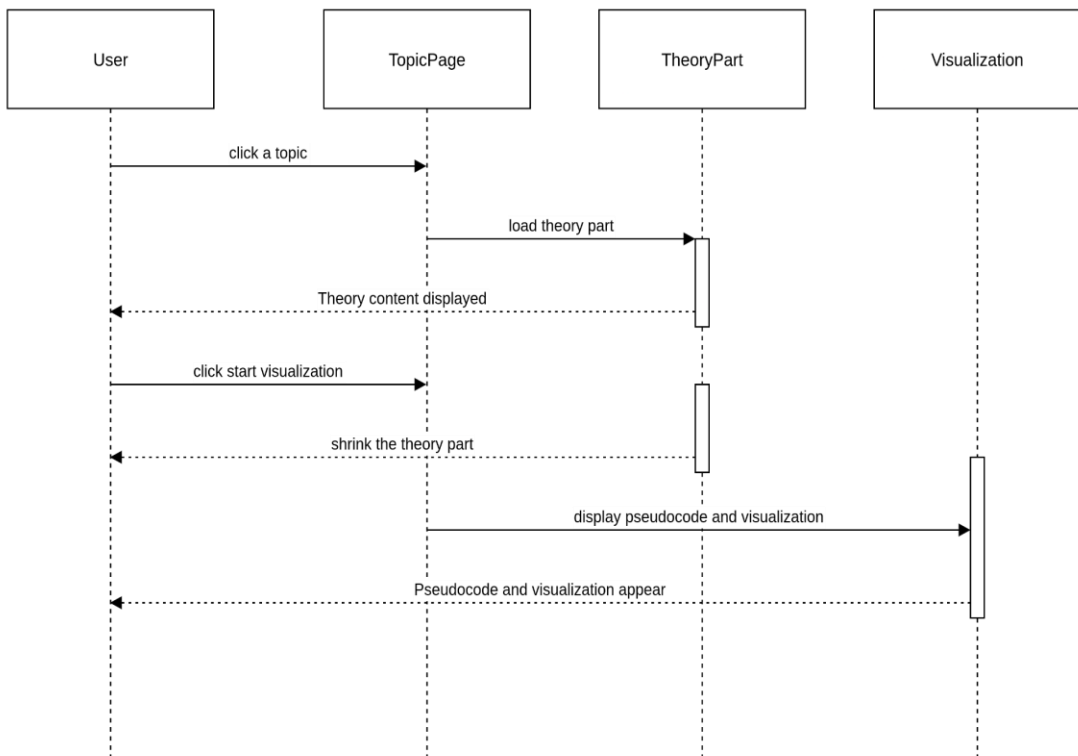 User
TopicPage
TheoryPart
Visualization
click a topic
load theory part
Theory content displayed
click start visualization
shrink the theory part
display pseudocode and visualization
Pseudocode and visualization appear